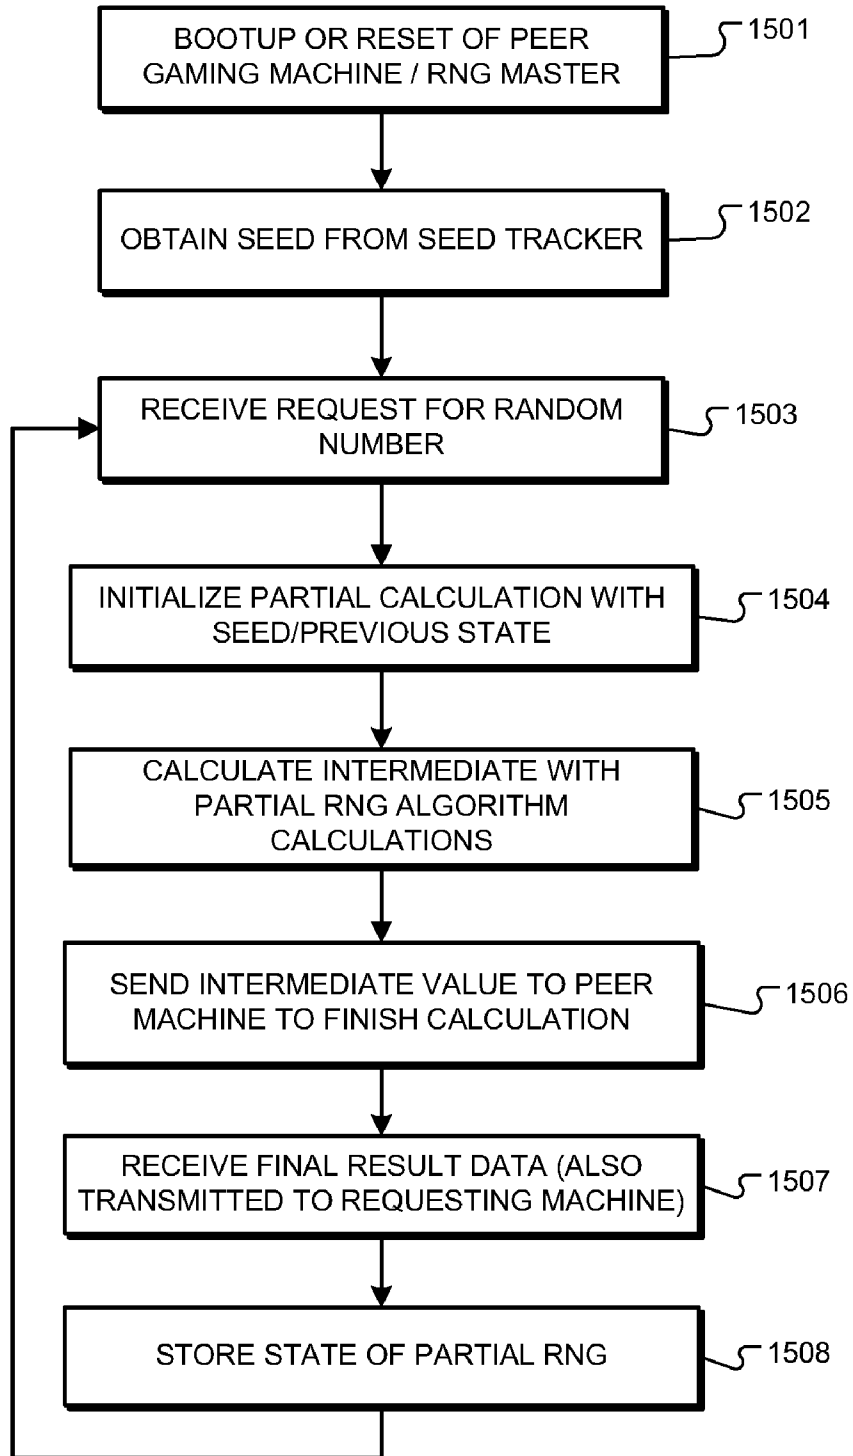 BOOTUP OR RESET OF PEER
GAMING MACHINE / RNG MASTER
1501
OBTAIN SEED FROM SEED TRACKER
1502
RECEIVE REQUEST FOR RANDOM
NUMBER
1503
INITIALIZE PARTIAL CALCULATION WITH
SEED/PREVIOUS STATE
1504
CALCULATE INTERMEDIATE WITH
PARTIAL RNG ALGORITHM
CALCULATIONS
1505
SEND INTERMEDIATE VALUE TO PEER
MACHINE TO FINISH CALCULATION
1506
RECEIVE FINAL RESULT DATA (ALSO
TRANSMITTED TO REQUESTING MACHINE)
1507
STORE STATE OF PARTIAL RNG
1508